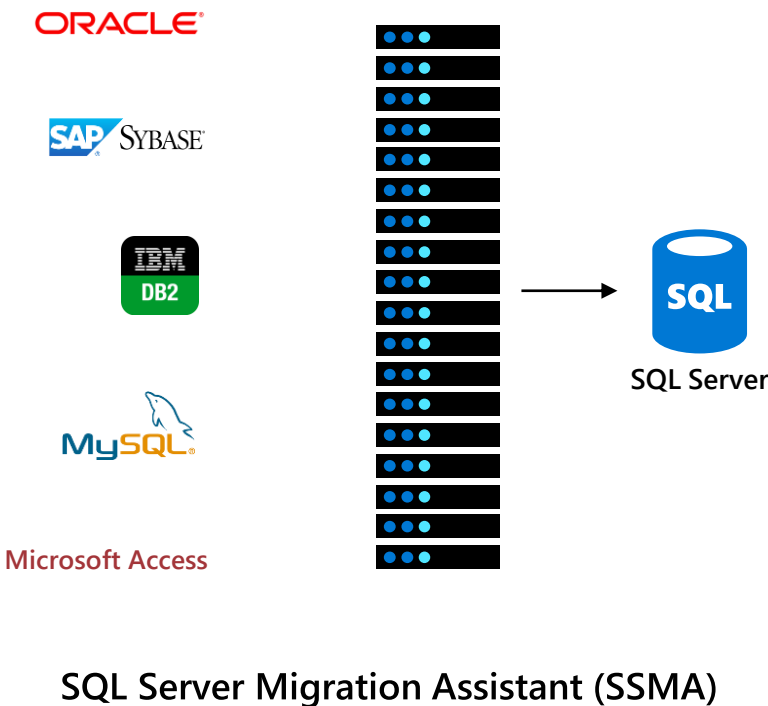 ORACLE®
SAP® SYBASE®
IBM
DB2
MySQL®
Microsoft Access
SQL
SQL Server
SQL Server Migration Assistant (SSMA)